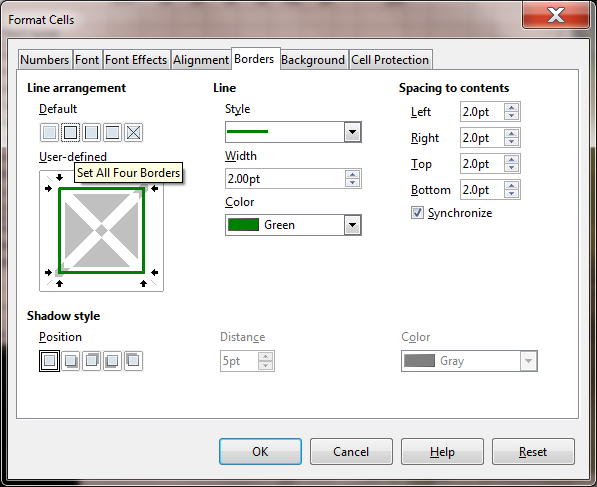 Format Cells
Numbers Font Font Effects Alignment Borders Background Cell Protection
Line arrangement Line Spacing to contents
Default Style Left 2.0pt
Right 2.0pt
User-defined Width Top 2.0pt
Set All Four Borders 2.00pt Bottom 2.0pt
Color Synchronize
Green
Shadow style
Position Distance Color
5pt Gray
OK Cancel Help Reset